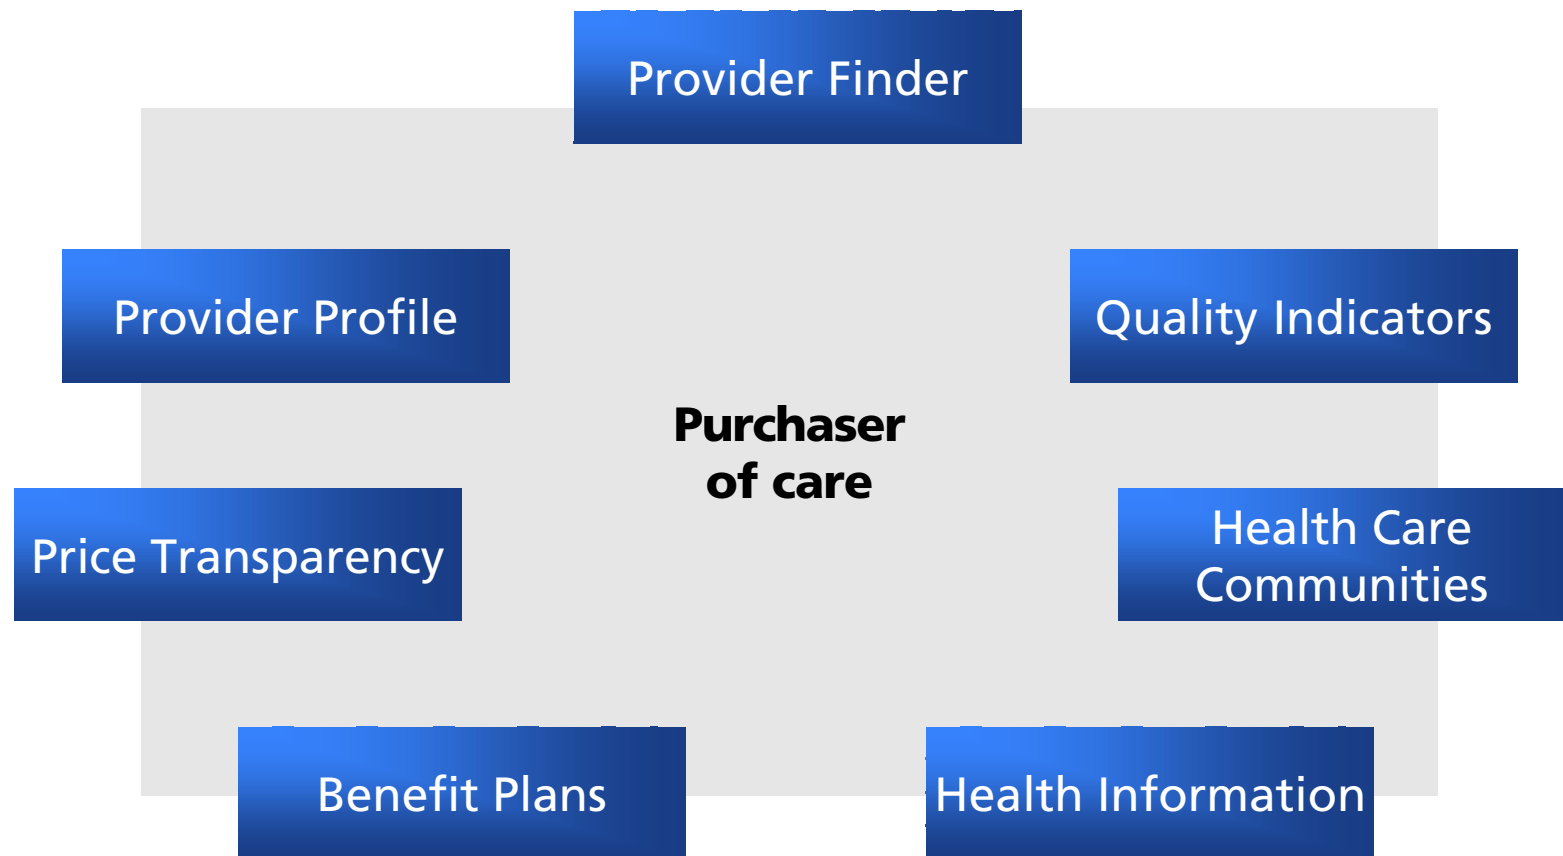 Provider Finder
Provider Profile
Quality Indicators
Purchaser
of care
Price Transparency
Health Care
Communities
Benefit Plans
Health Information